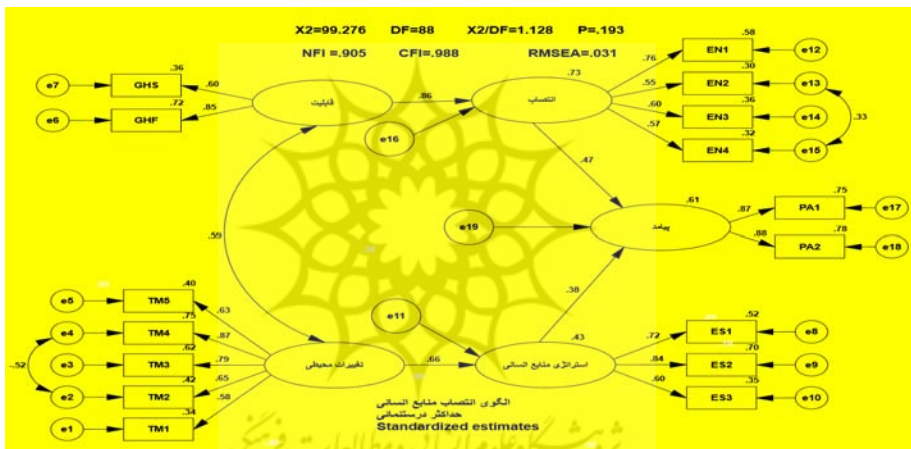 X2=99.276 DF=88 X2/DF=1.128 P=.193
NFI =.905 CFI=.988 RMSEA=.031
.58
.36 .76 EN1 e12
.73 .30
e7 GHS .60 .55 EN2 e13
.72 قابلیت .86 انتصاب .36
.85 .60 EN3 e14 .33
e6 GHF .57 .32
e16 EN4 e15
.47
.61 .75
.87 PA1 e17
.59 e19 پیامد .78
.88 PA2 e18
.40 .38
e5 TM5 .63 e11 .52
.75 .43 .72 ES1 e8
e4 TM4 .87
.62 .70
-.52 e3 TM3 .79 تغییرات محیطی .66 استراتژی منابع انسانی .84 ES2 e9
.42 .65 .35
e2 TM2 .60 ES3 e10
.58
.34
e1 TM1
الگوی انتصاب منابع انسانی
حداکثر درستنمائی
Standardized estimates